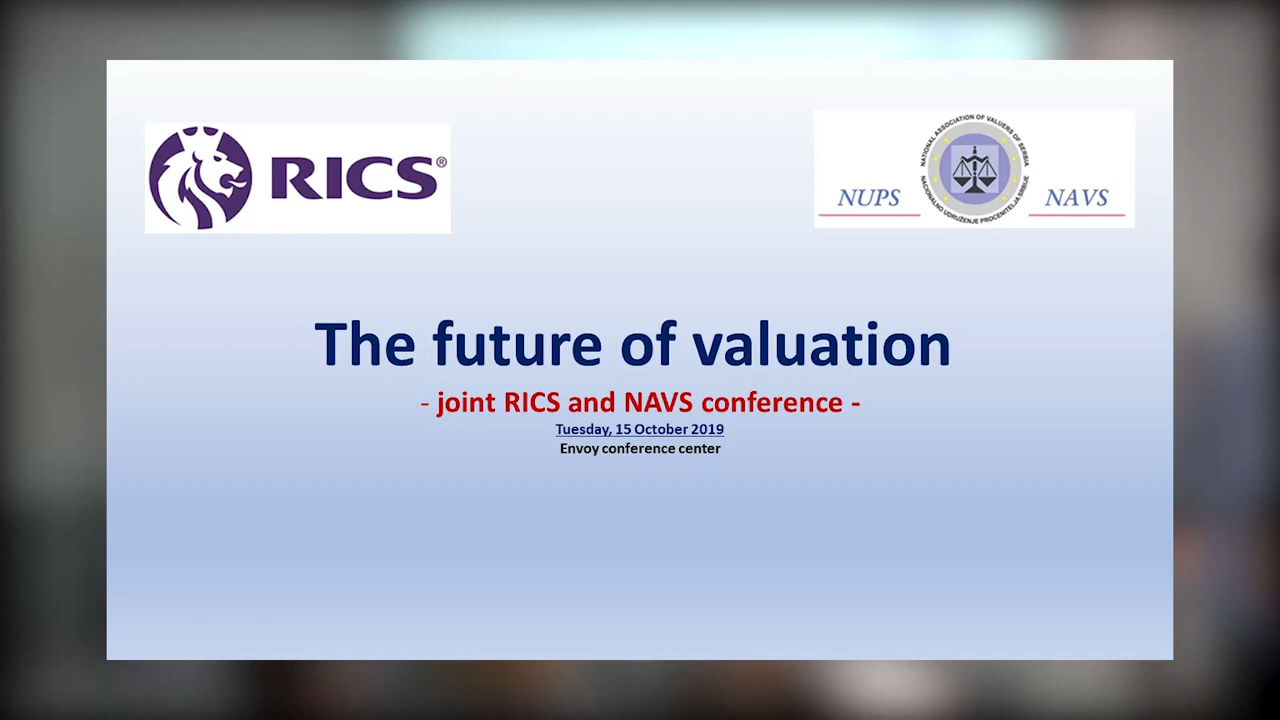 RICS®
NATIONAL ASSOCIATION OF VALUERS OF SERBIA
NUPS
NAVS
NACIONALNO UDRUŽENJE PROCENITELJA SRBIJE
The future of valuation
- joint RICS and NAVS conference -
Tuesday, 15 October 2019
Envoy conference center